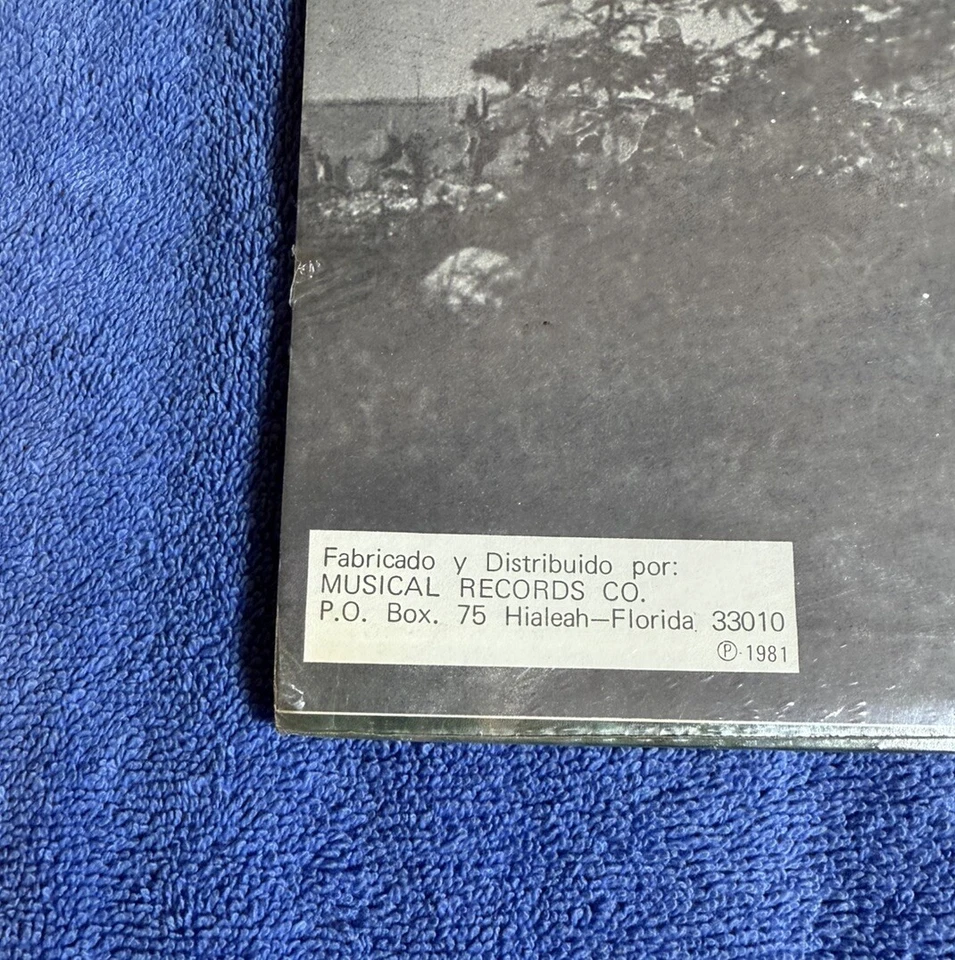 Fabricado y Distribuido por:
MUSICAL RECORDS CO.
P.O. Box. 75 Hialeah—Florida 33010
Ⓟ·1981